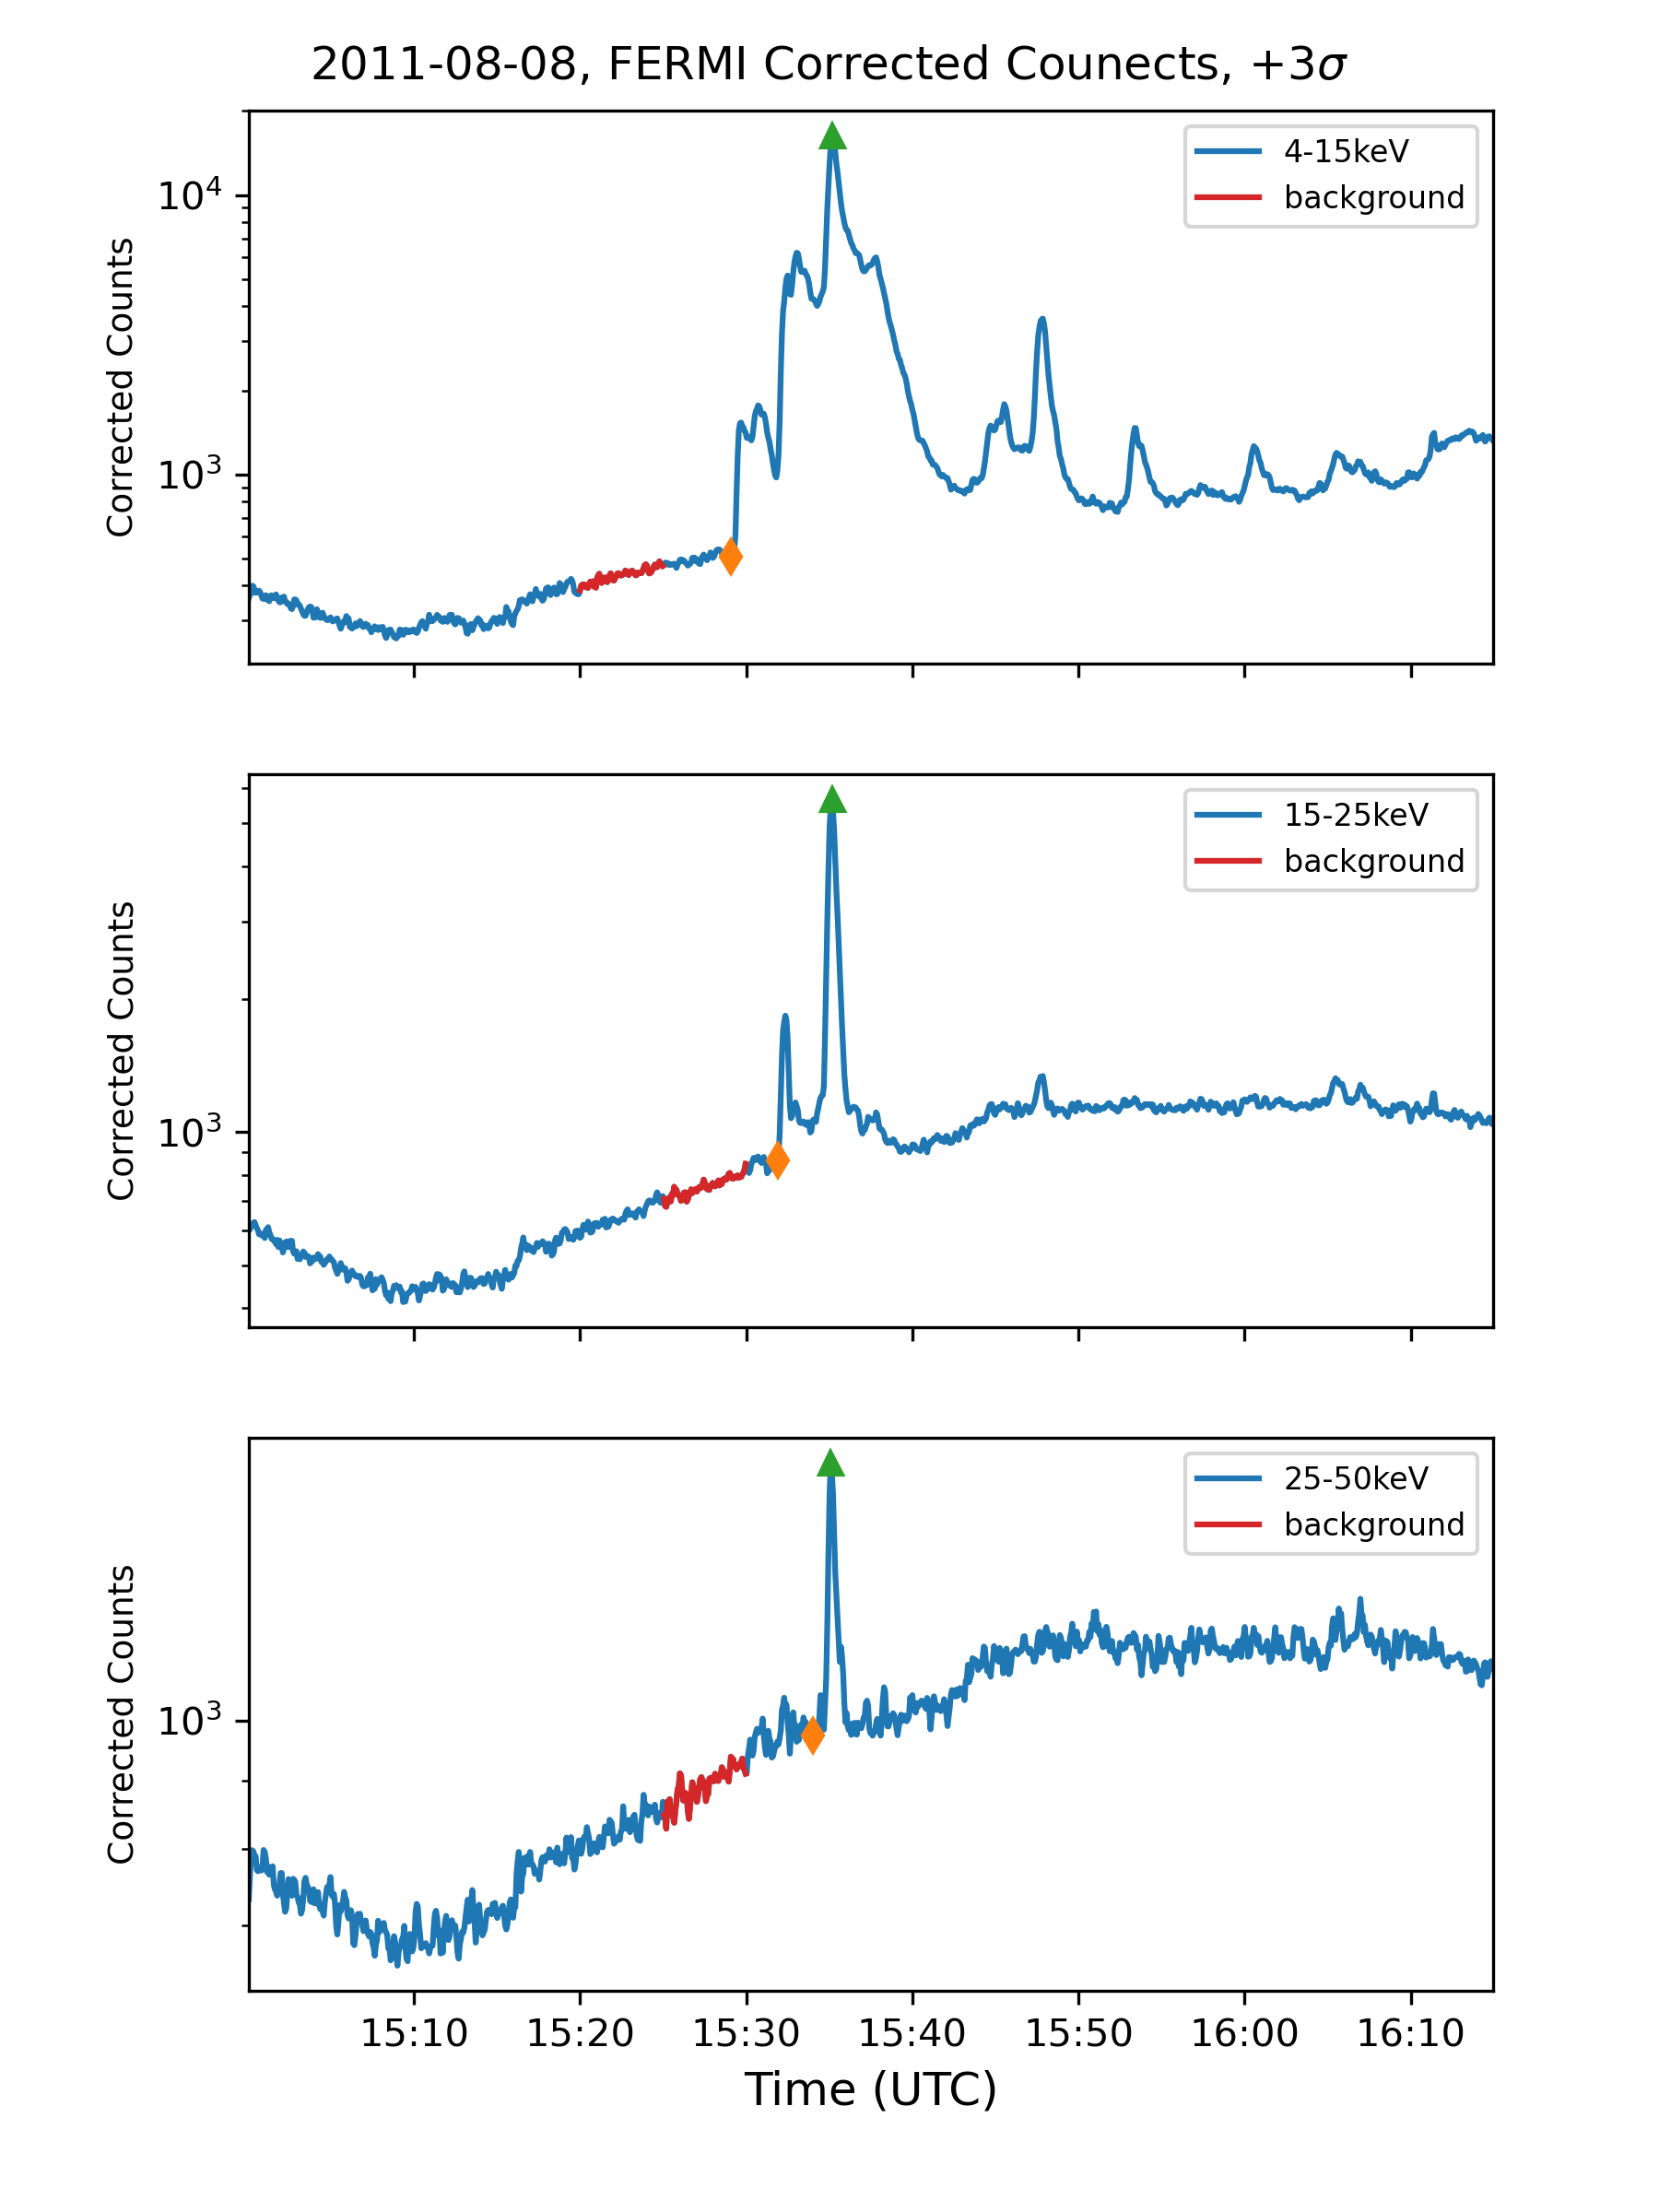 2011-08-08, FERMI Corrected Counects, +3σ
4-15keV
background
10⁴
10³
Corrected Counts
15-25keV
background
10³
Corrected Counts
25-50keV
background
10³
Corrected Counts
15:10 15:20 15:30 15:40 15:50 16:00 16:10
Time (UTC)